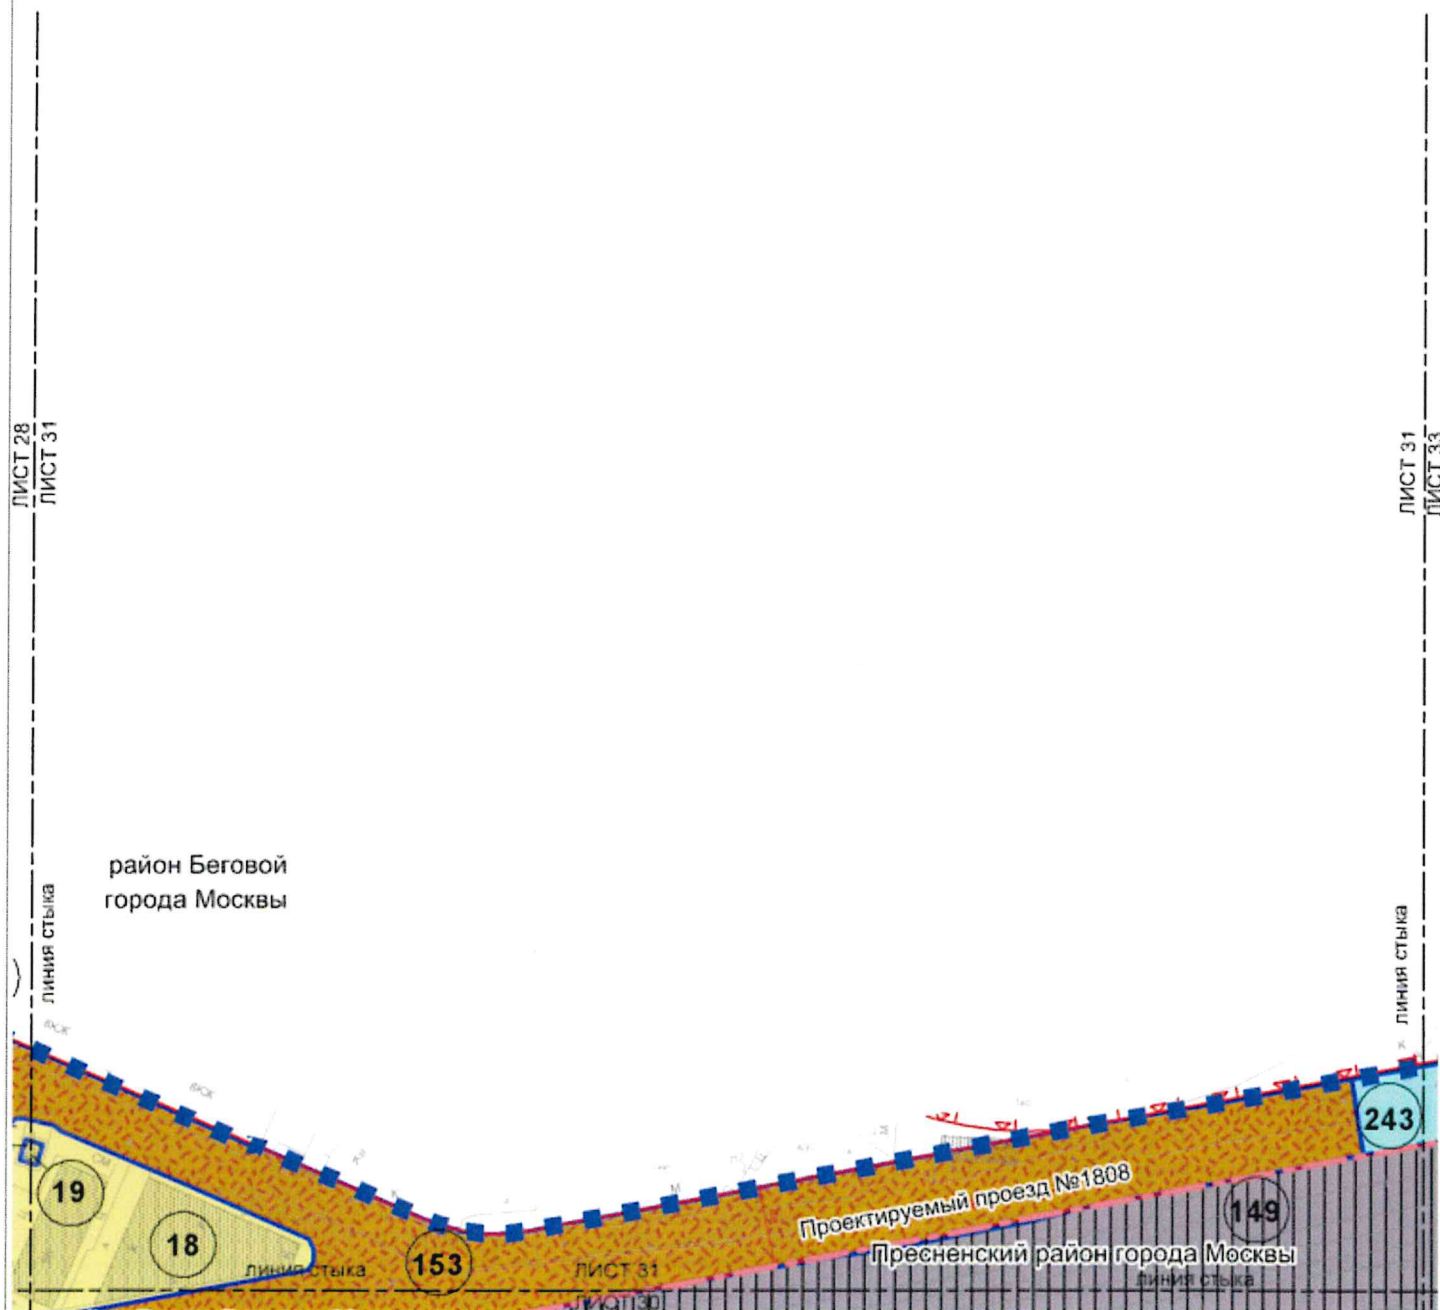 ЛИСТ 28
ЛИСТ 31
ЛИСТ 31
ЛИСТ 33
район Беговой
города Москвы
линия стыка
линия стыка
243
19
Проектируемый проезд №1808
149
18
153
Пресненский район города Москвы
линия стыка
ЛИСТ 31
линия стыка
ЛИСТ 30